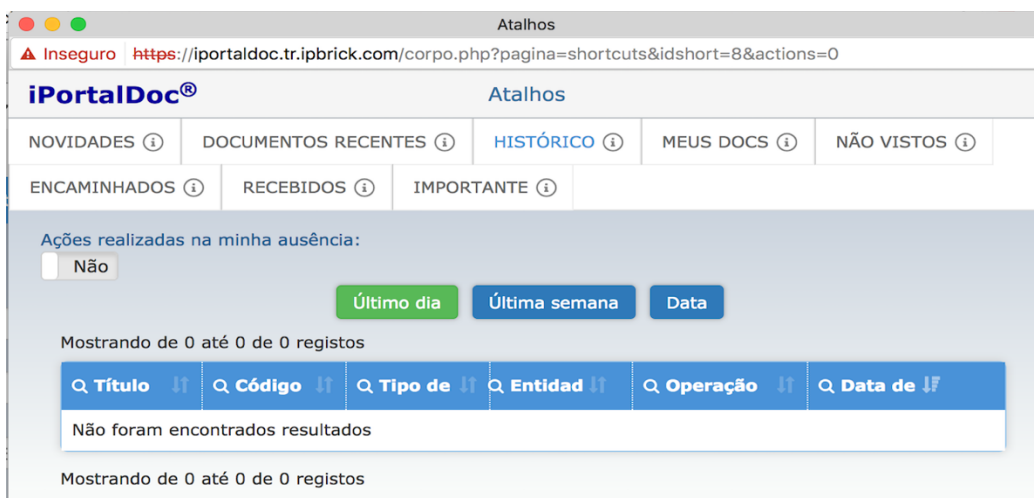 Atalhos
Inseguro https://iportaldoc.tr.ipbrick.com/corpo.php?pagina=shortcuts&idshort=8&actions=0
iPortalDoc® Atalhos
NOVIDADES DOCUMENTOS RECENTES HISTÓRICO MEUS DOCS NÃO VISTOS
ENCAMINHADOS RECEBIDOS IMPORTANTE
Ações realizadas na minha ausência:
Não
Último dia Última semana Data
Mostrando de 0 até 0 de 0 registos
Título Código Tipo de Entidad Operação Data de
Não foram encontrados resultados
Mostrando de 0 até 0 de 0 registos